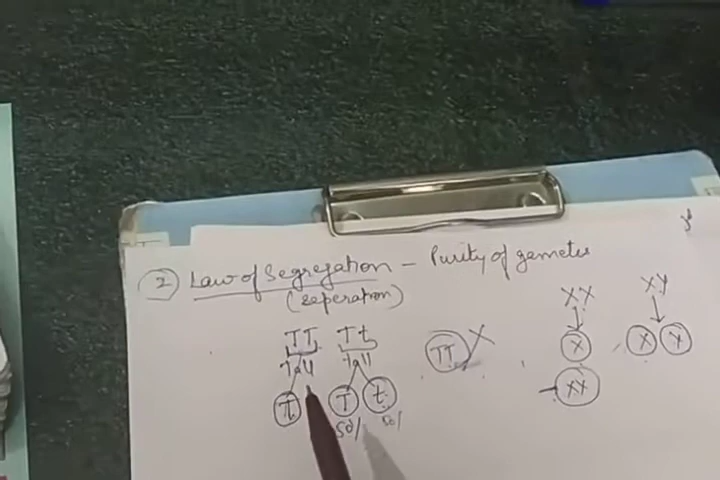 2 Law of Segregation - Purity of gametes
(seperation)
TT Tt TT X XX XY
tall tall X X X
T T t XX
50% 50%